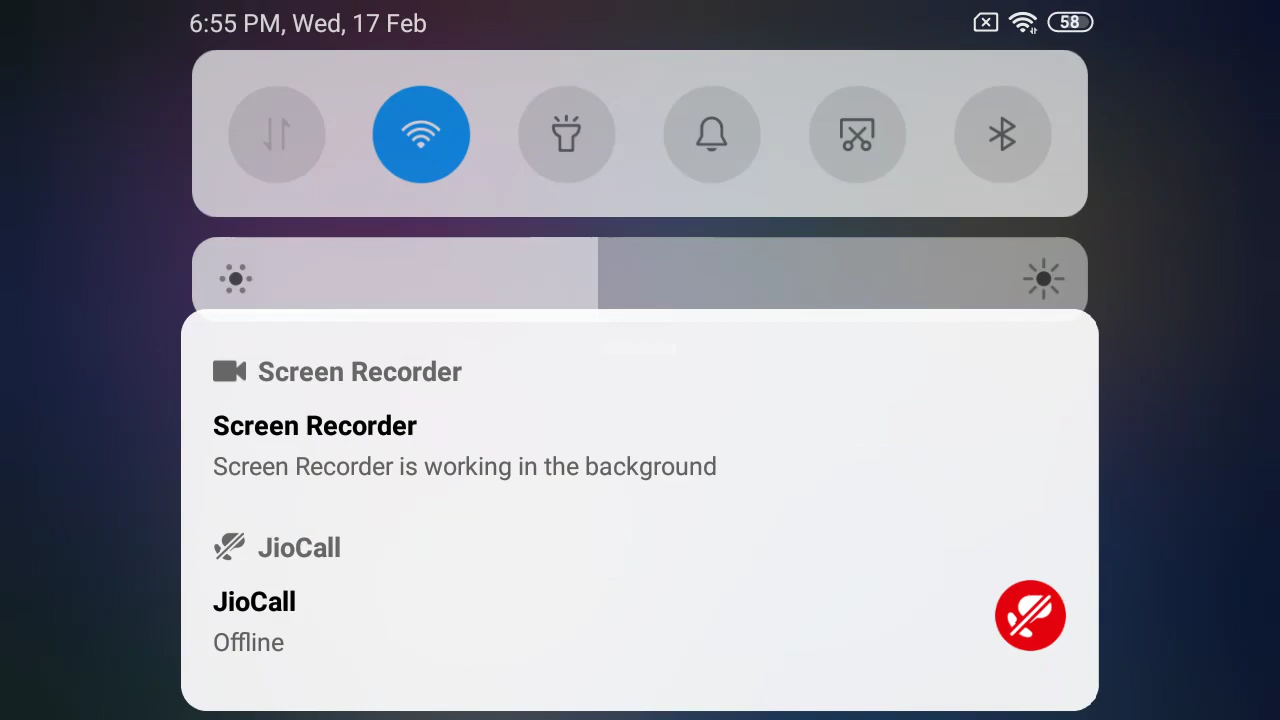 6:55 PM, Wed, 17 Feb
58
Screen Recorder
Screen Recorder
Screen Recorder is working in the background
JioCall
JioCall
Offline